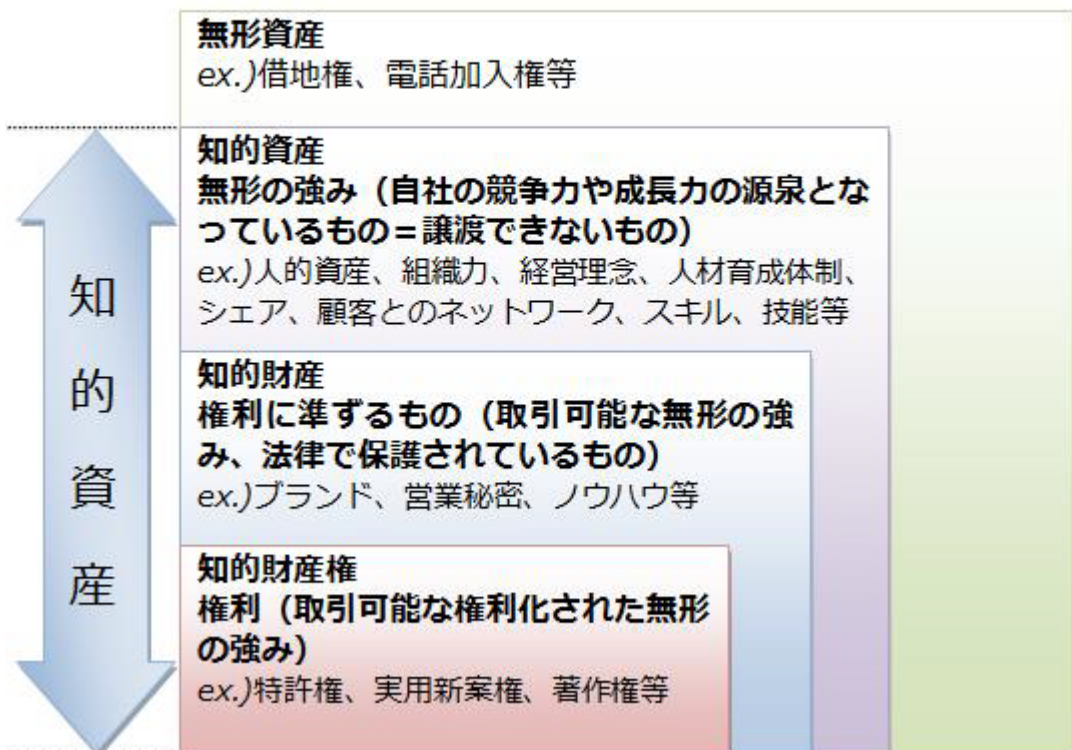 無形資産
ex.)借地権、電話加入権等
知的資産
無形の強み（自社の競争力や成長力の源泉とな
っているもの＝譲渡できないもの）
ex.)人的資産、組織力、経営理念、人材育成体制、
シェア、顧客とのネットワーク、スキル、技能等
知的財産
権利に準ずるもの（取引可能な無形の強
み、法律で保護されているもの）
ex.)ブランド、営業秘密、ノウハウ等
知的財産権
権利（取引可能な権利化された無形
の強み）
ex.)特許権、実用新案権、著作権等
知的資産